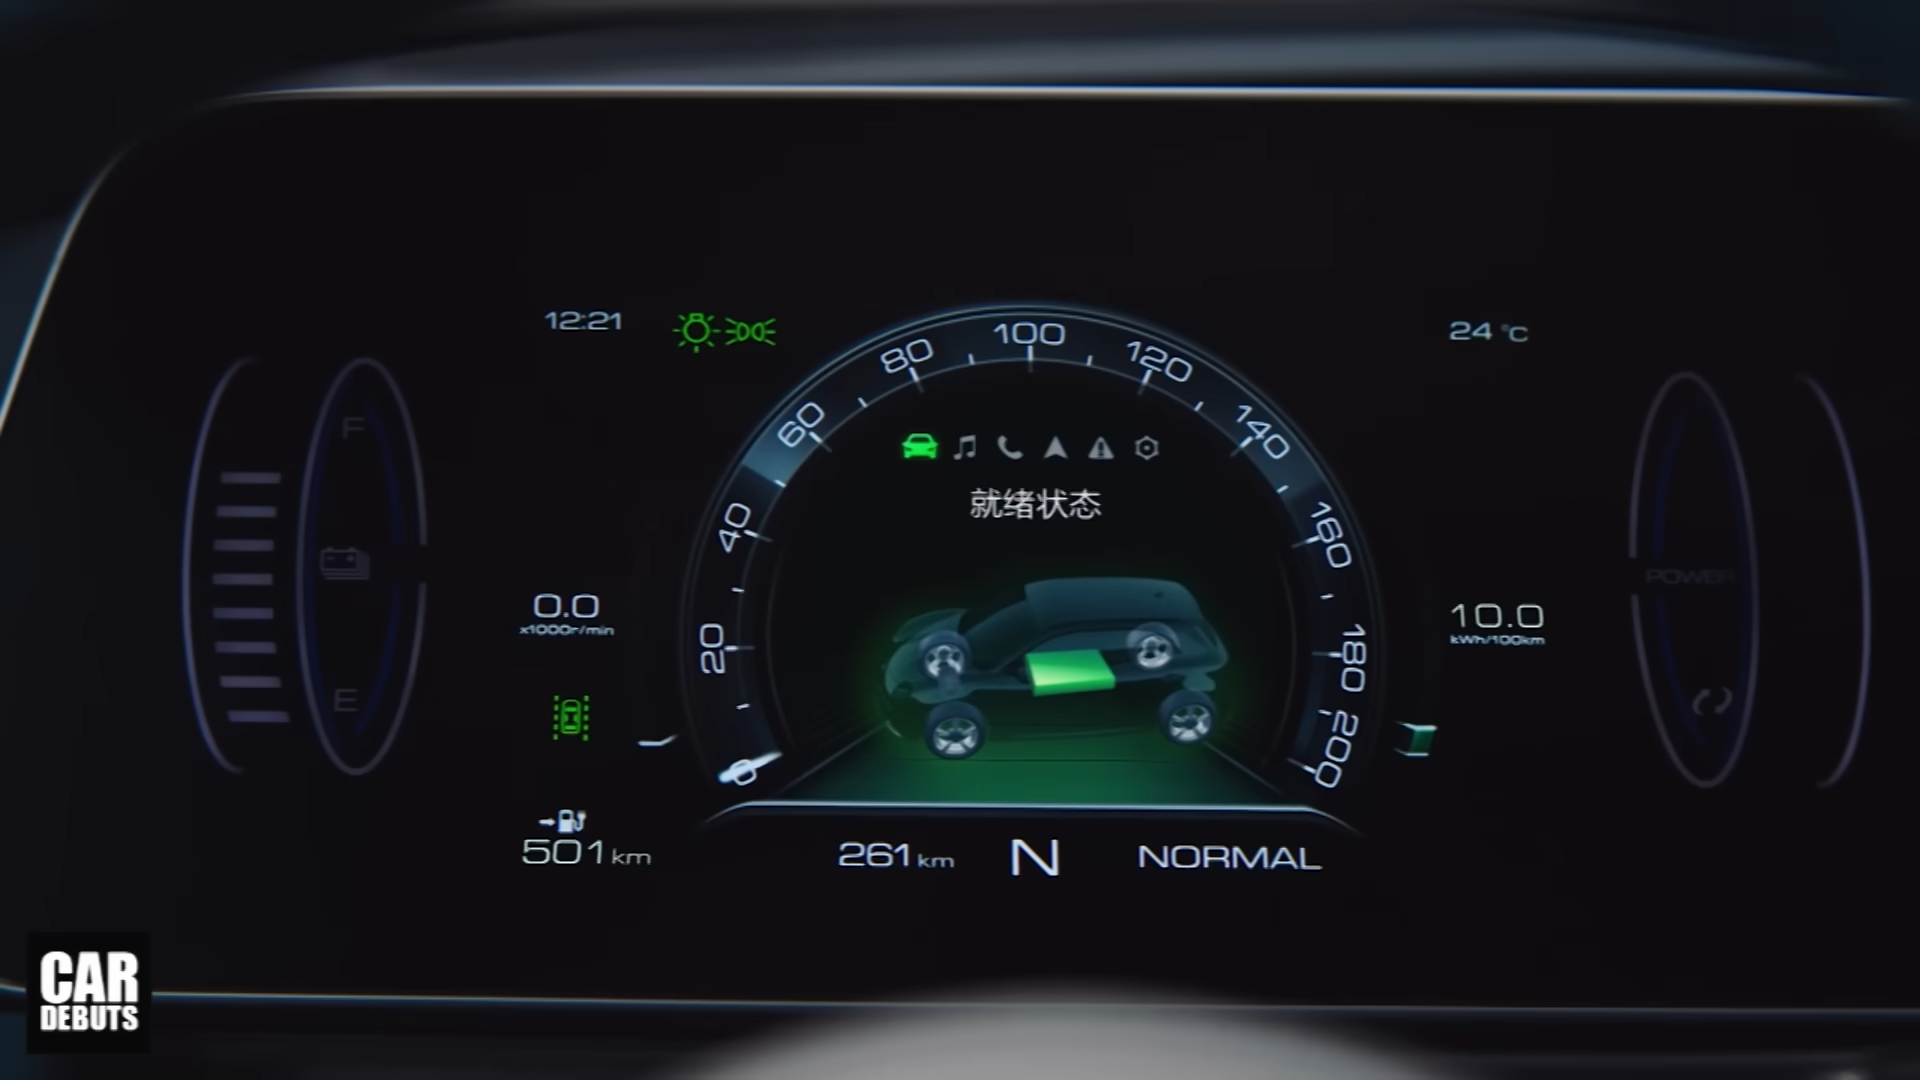 12:21
24 °C
0
20
40
60
80
100
120
140
160
180
200
就绪状态
F
E
0.0
x1000r/min
10.0
kWh/100km
POWER
501 km
261 km
N
NORMAL
CAR
DEBUTS